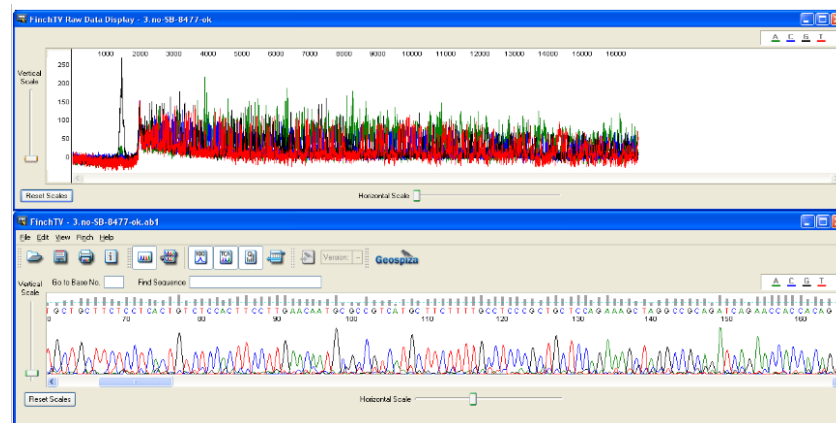 FinchTV Raw Data Display - 3.no-SB-8477-ok
A C G T
1000 2000 3000 4000 5000 6000 7000 8000 9000 10000 11000 12000 13000 14000 15000 16000
Vertical Scale
250
200
150
100
50
0
Reset Scales
Horizontal Scale
FinchTV - 3.no-SB-8477-ok.ab1
File Edit View Finch Help
Version:
Geospiza
Go to Base No.
Find Sequence
A C G T
Vertical Scale
TGCTGCTTCTCCTCACTGTCTCCACTTCCTTGAACAATGCGCCGTCATGCTTCTTTTGCCTCCCGCTGCTCCAGAAAGCTAGGCCGCAGATCAGAACCACCACAG
70 80 90 100 110 120 130 140 150 160
Reset Scales
Horizontal Scale